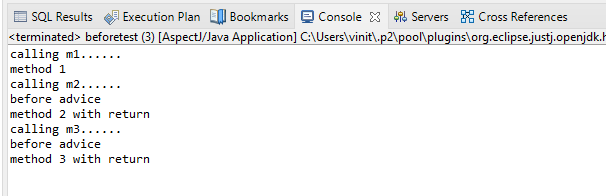 SQL Results Execution Plan Bookmarks Console Servers Cross References
<terminated> beforetest (3) [AspectJ/Java Application] C:\Users\vinit\.p2\pool\plugins\org.eclipse.justj.openjdk.h
calling m1......
method 1
calling m2......
before advice
method 2 with return
calling m3......
before advice
method 3 with return